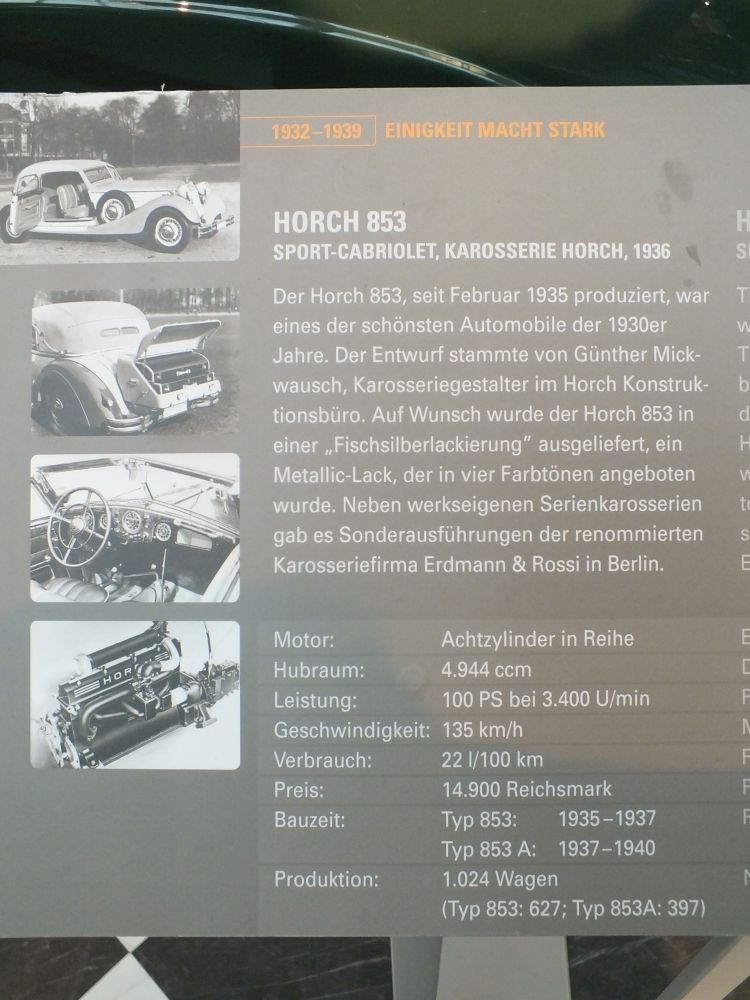 1932–1939 EINIGKEIT MACHT STARK
HORCH 853
SPORT-CABRIOLET, KAROSSERIE HORCH, 1936
Der Horch 853, seit Februar 1935 produziert, war
eines der schönsten Automobile der 1930er
Jahre. Der Entwurf stammte von Günther Mick-
wausch, Karosseriegestalter im Horch Konstruk-
tionsbüro. Auf Wunsch wurde der Horch 853 in
einer „Fischsilberlackierung” ausgeliefert, ein
Metallic-Lack, der in vier Farbtönen angeboten
wurde. Neben werkseigenen Serienkarosserien
gab es Sonderausführungen der renommierten
Karosseriefirma Erdmann & Rossi in Berlin.
Motor: Achtzylinder in Reihe
Hubraum: 4.944 ccm
Leistung: 100 PS bei 3.400 U/min
Geschwindigkeit: 135 km/h
Verbrauch: 22 l/100 km
Preis: 14.900 Reichsmark
Bauzeit: Typ 853: 1935–1937
Typ 853 A: 1937–1940
Produktion: 1.024 Wagen
(Typ 853: 627; Typ 853A: 397)
HOR